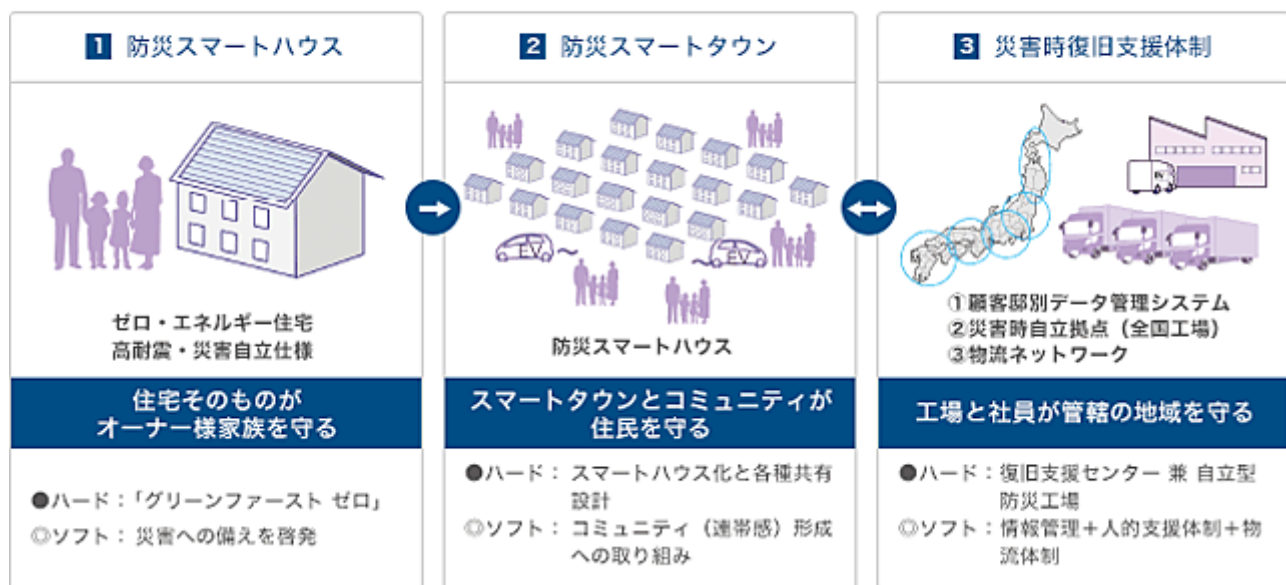 1 防災スマートハウス
ゼロ・エネルギー住宅
高耐震・災害自立仕様
住宅そのものが
オーナー様家族を守る
●ハード：「グリーンファースト ゼロ」
◎ソフト：災害への備えを啓発
2 防災スマートタウン
EV
EV
防災スマートハウス
スマートタウンとコミュニティが
住民を守る
●ハード： スマートハウス化と各種共有
設計
◎ソフト： コミュニティ（連帯感）形成
への取り組み
3 災害時復旧支援体制
①顧客邸別データ管理システム
②災害時自立拠点（全国工場）
③物流ネットワーク
工場と社員が管轄の地域を守る
●ハード：復旧支援センター 兼 自立型
防災工場
◎ソフト：情報管理＋人的支援体制＋物
流体制